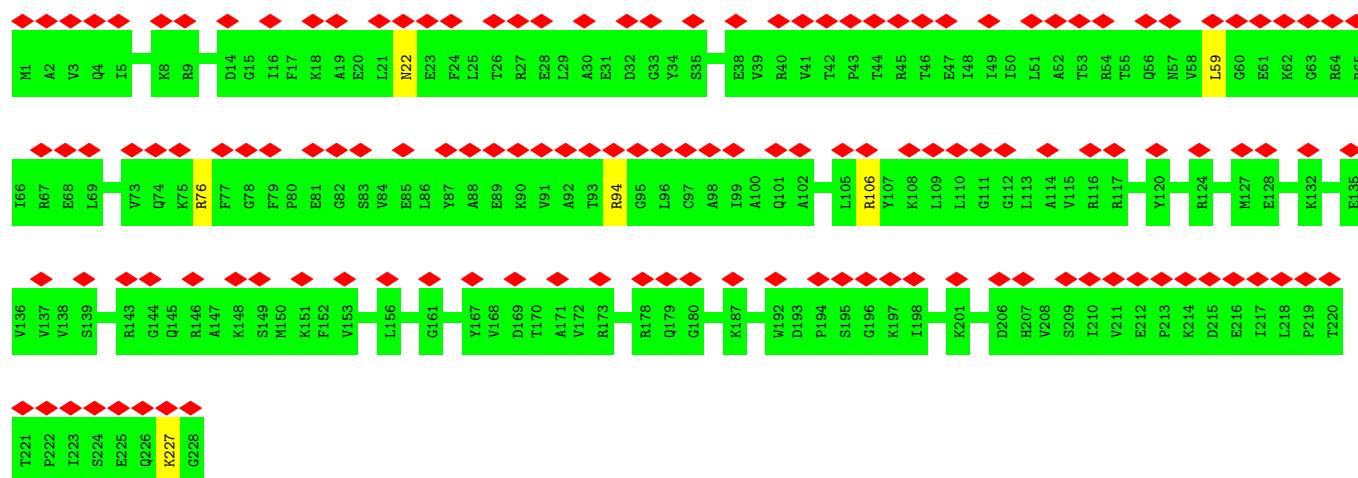 M1 A2 V3 Q4 I5 K8 R9 D14 G15 I16 F17 K18 A19 E20 L21 N22 E23 F24 L25 T26 R27 E28 L29 A30 E31 D32 G33 Y34 S35 E38 V39 R40 V41 T42 P43 T44 R45 T46 E47 I48 I49 I50 L51 A52 T53 R54 T55 Q56 N57 V58 L59 G60 E61 K62 G63 R64 R65
I66 R67 E68 L69 V73 Q74 K75 R76 F77 G78 F79 P80 E81 G82 S83 V84 E85 L86 Y87 A88 E89 K90 V91 A92 T93 R94 G95 L96 C97 A98 I99 A100 Q101 A102 L105 R106 Y107 K108 L109 L110 G111 G112 L113 A114 V115 R116 R117 Y120 R124 M127 E128 K132 E135
V136 V137 V138 S139 R143 G144 Q145 R146 A147 K148 S149 M150 K151 F152 V153 L156 G161 Y167 V168 D169 T170 A171 V172 R173 R178 Q179 G180 K187 W192 D193 P194 S195 G196 K197 I198 K201 D206 H207 V208 S209 I210 V211 E212 P213 K214 D215 E216 I217 L218 P219 T220
T221 P222 I223 S224 E225 Q226 K227 G228